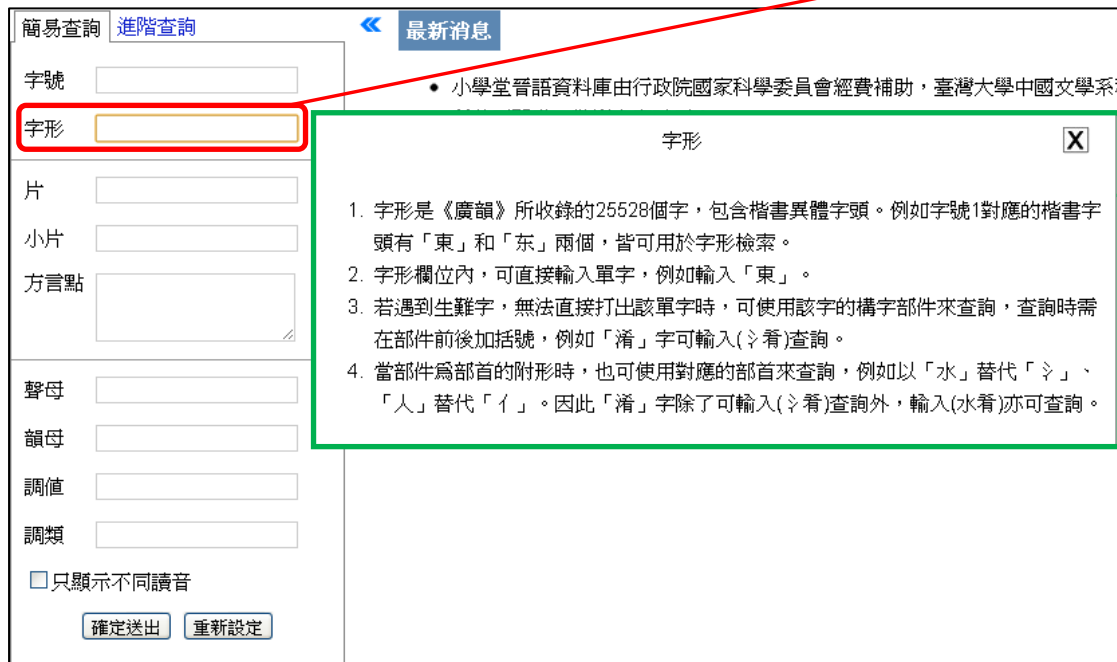 簡易查詢 進階查詢
字號
字形
片
小片
方言點
聲母
韻母
調值
調類
只顯示不同讀音
確定送出 重新設定
最新消息
• 小學堂晉語資料庫由行政院國家科學委員會經費補助，臺灣大學中國文學系
字形 X
1. 字形是《廣韻》所收錄的25528個字，包含楷書異體字頭。例如字號1對應的楷書字
頭有「東」和「东」兩個，皆可用於字形檢索。
2. 字形欄位內，可直接輸入單字，例如輸入「東」。
3. 若遇到生難字，無法直接打出該單字時，可使用該字的構字部件來查詢，查詢時需
在部件前後加括號，例如「淆」字可輸入(氵肴)查詢。
4. 當部件為部首的附形時，也可使用對應的部首來查詢，例如以「水」替代「氵」、
「人」替代「亻」。因此「淆」字除了可輸入(氵肴)查詢外，輸入(水肴)亦可查詢。